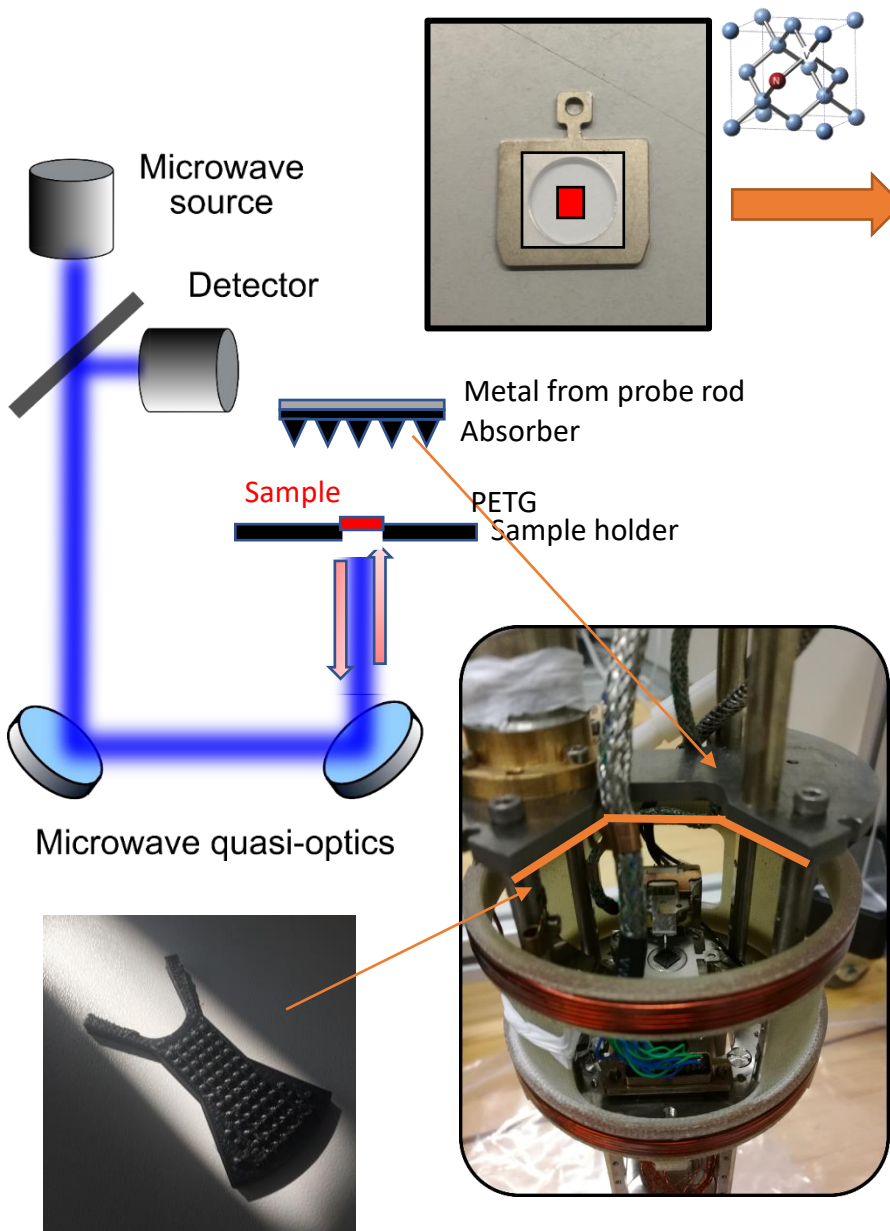 V
N
Microwave
source
Detector
Metal from probe rod
Absorber
Sample
PETG
Sample holder
Microwave quasi-optics